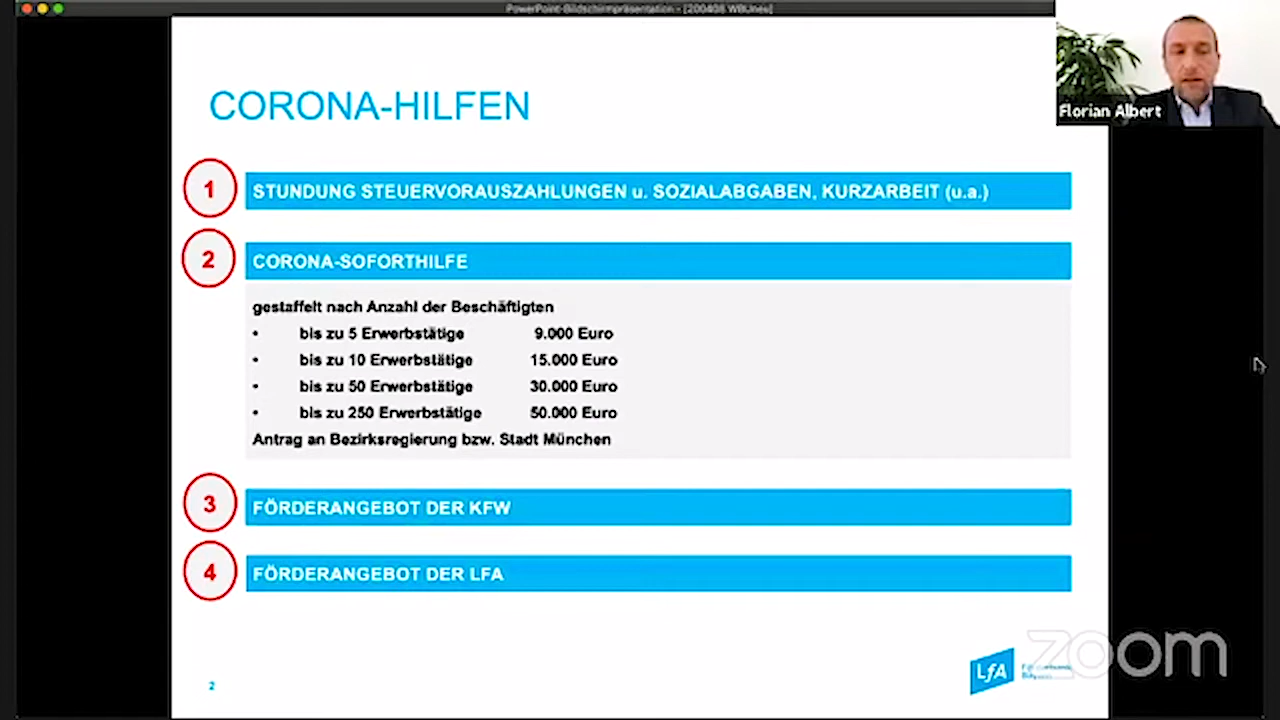 PowerPoint-Bildschirmpräsentation - [200408 WBUneu]
Florian Albert
CORONA-HILFEN
1
STUNDUNG STEUERVORAUSZAHLUNGEN u. SOZIALABGABEN, KURZARBEIT (u.a.)
2
CORONA-SOFORTHILFE
gestaffelt nach Anzahl der Beschäftigten
• bis zu 5 Erwerbstätige 9.000 Euro
• bis zu 10 Erwerbstätige 15.000 Euro
• bis zu 50 Erwerbstätige 30.000 Euro
• bis zu 250 Erwerbstätige 50.000 Euro
Antrag an Bezirksregierung bzw. Stadt München
3
FÖRDERANGEBOT DER KFW
4
FÖRDERANGEBOT DER LFA
2
LfA
zoom